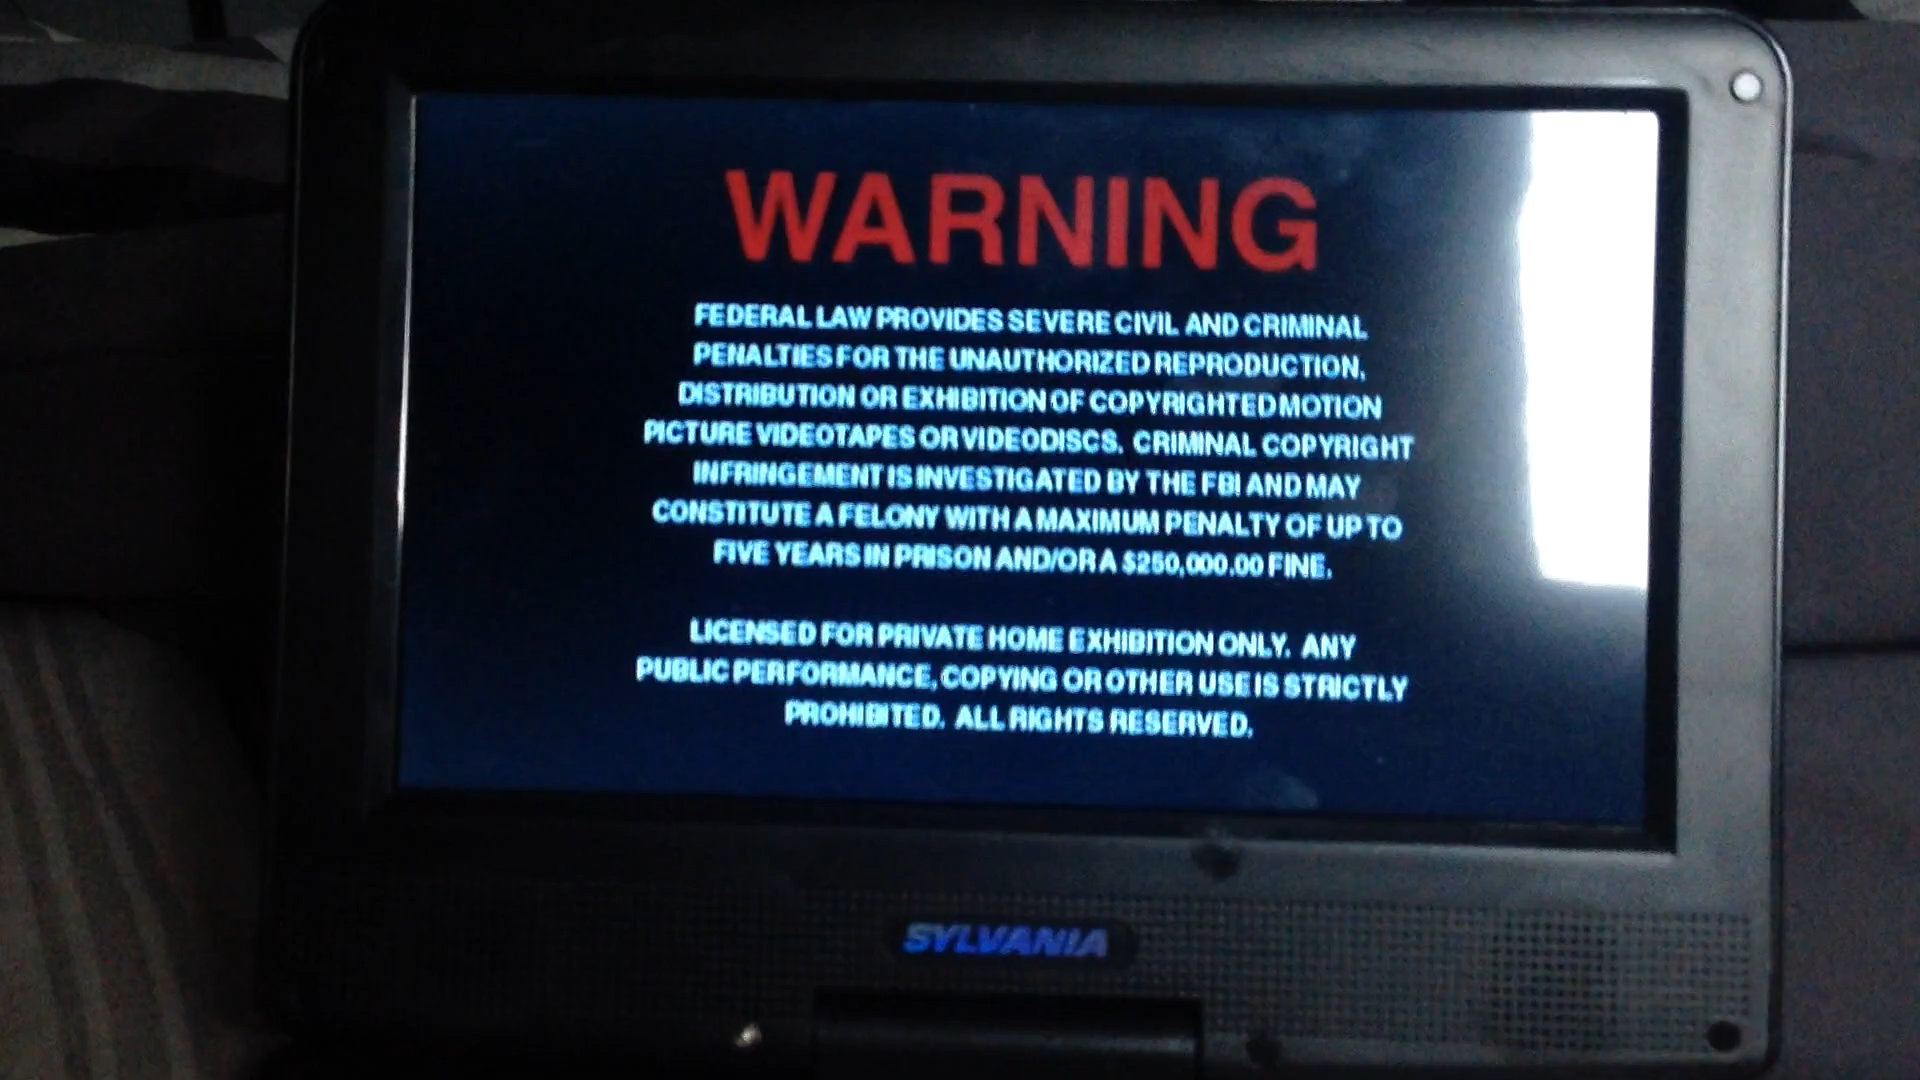 WARNING
FEDERAL LAW PROVIDES SEVERE CIVIL AND CRIMINAL
PENALTIES FOR THE UNAUTHORIZED REPRODUCTION,
DISTRIBUTION OR EXHIBITION OF COPYRIGHTED MOTION
PICTURE VIDEOTAPES OR VIDEODISCS. CRIMINAL COPYRIGHT
INFRINGEMENT IS INVESTIGATED BY THE FBI AND MAY
CONSTITUTE A FELONY WITH A MAXIMUM PENALTY OF UP TO
FIVE YEARS IN PRISON AND/OR A $250,000.00 FINE.
LICENSED FOR PRIVATE HOME EXHIBITION ONLY. ANY
PUBLIC PERFORMANCE, COPYING OR OTHER USE IS STRICTLY
PROHIBITED. ALL RIGHTS RESERVED.
SYLVANIA